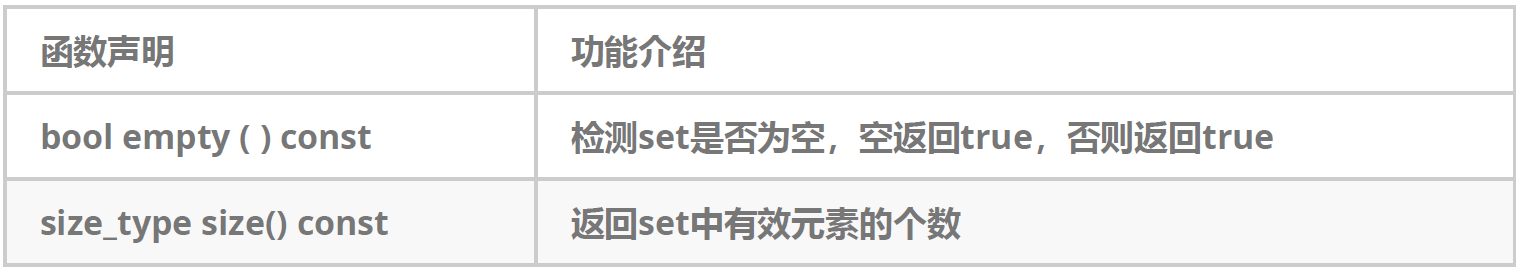 函数声明
功能介绍
bool empty ( ) const
检测set是否为空，空返回true，否则返回true
size_type size() const
返回set中有效元素的个数